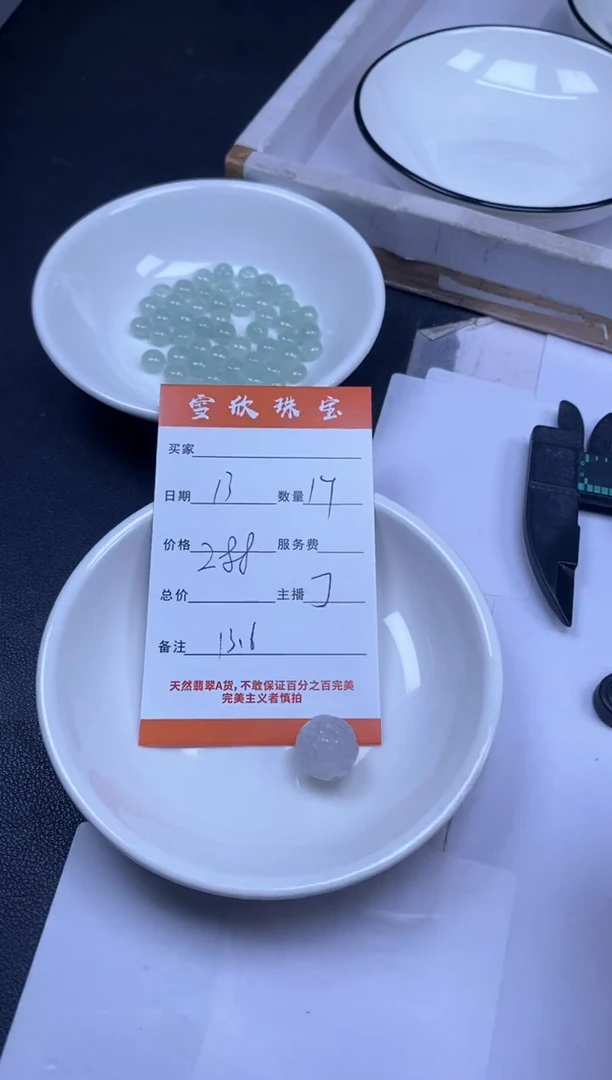 雪欣珠宝
买家
日期 13 数量 17
价格 288 服务费
总价 主播
备注 13.6
天然翡翠A货,不敢保证百分之百完美
完美主义者慎拍